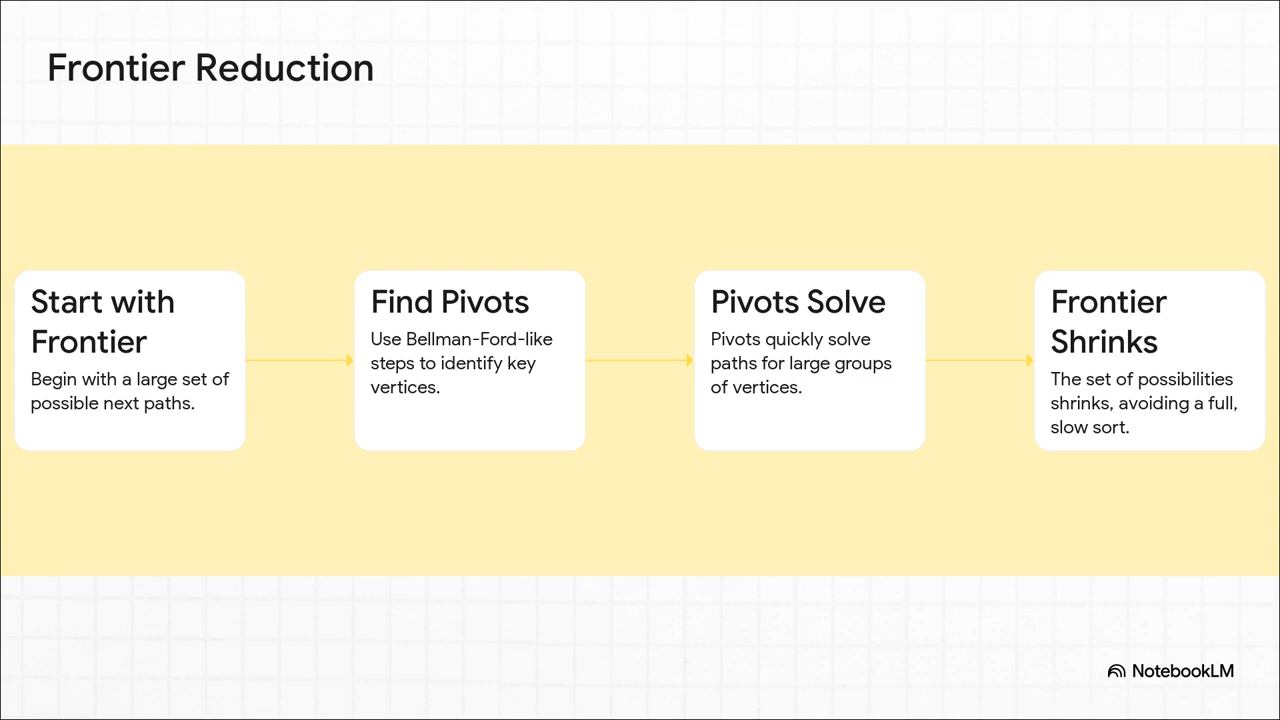 Frontier Reduction
Start with
Frontier
Begin with a large set of
possible next paths.
Find Pivots
Use Bellman-Ford-like
steps to identify key
vertices.
Pivots Solve
Pivots quickly solve
paths for large groups
of vertices.
Frontier
Shrinks
The set of possibilities
shrinks, avoiding a full,
slow sort.
NotebookLM